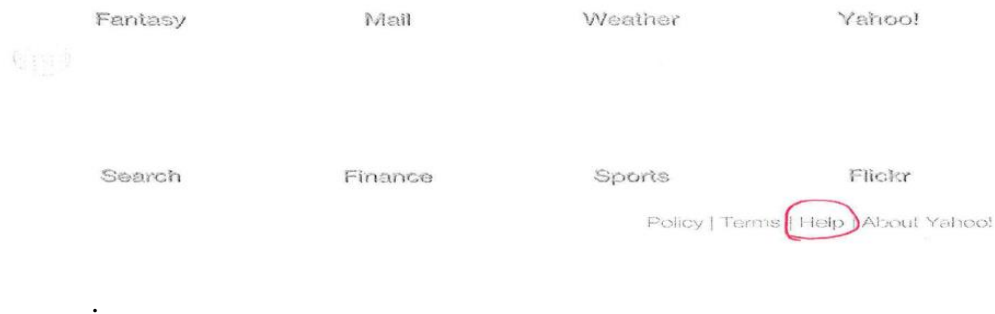 Fantasy Mail Weather Yahoo!
Search Finance Sports Flickr
Policy | Terms | Help | About Yahoo!